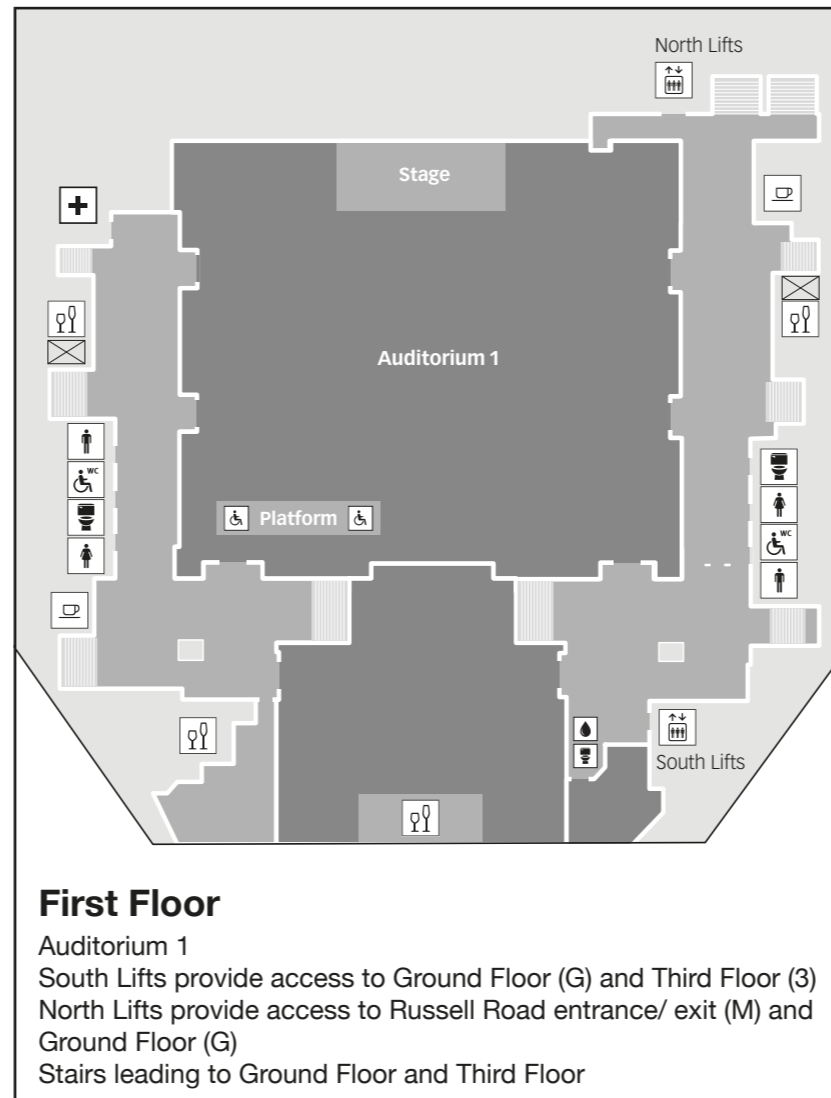 North Lifts
Stage
Auditorium 1
WC
Platform
WC
South Lifts
First Floor
Auditorium 1
South Lifts provide access to Ground Floor (G) and Third Floor (3)
North Lifts provide access to Russell Road entrance/ exit (M) and
Ground Floor (G)
Stairs leading to Ground Floor and Third Floor